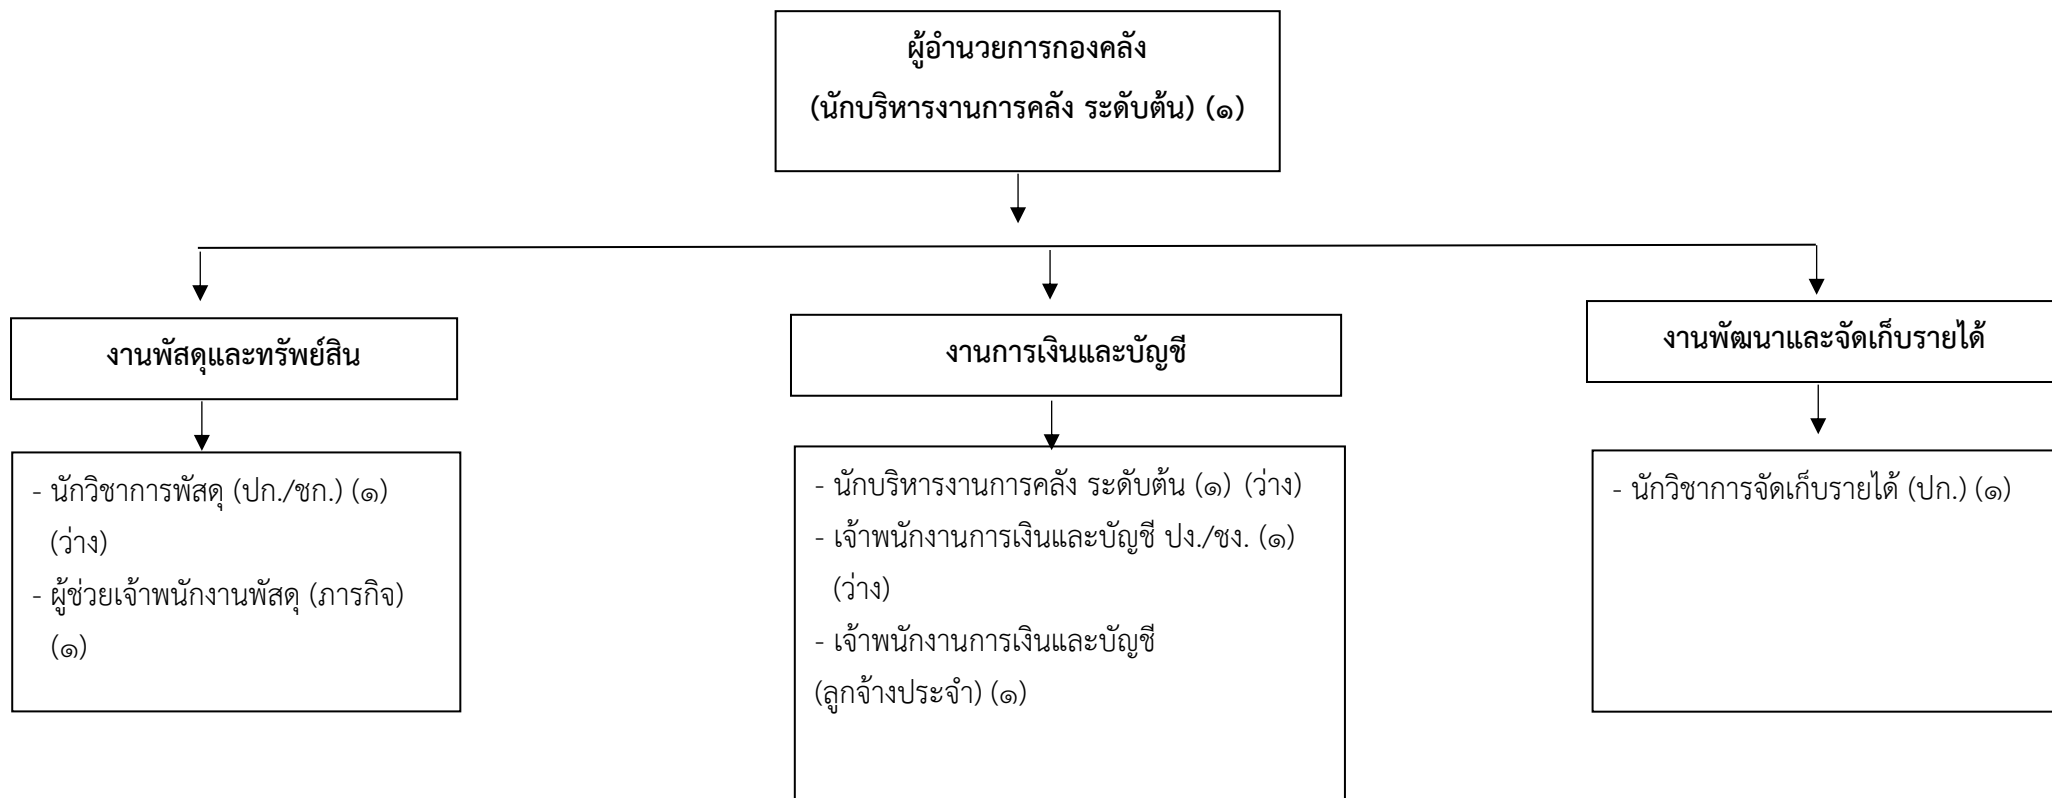 ผู้อำนวยการกองคลัง
(นักบริหารงานการคลัง ระดับต้น) (๑)
งานพัสดุและทรัพย์สิน
งานการเงินและบัญชี
งานพัฒนาและจัดเก็บรายได้
- นักวิชาการพัสดุ (ปก./ชก.) (๑)
(ว่าง)
- ผู้ช่วยเจ้าพนักงานพัสดุ (ภารกิจ)
(๑)
- นักบริหารงานการคลัง ระดับต้น (๑) (ว่าง)
- เจ้าพนักงานการเงินและบัญชี ปง./ชง. (๑)
(ว่าง)
- เจ้าพนักงานการเงินและบัญชี
(ลูกจ้างประจำ) (๑)
- นักวิชาการจัดเก็บรายได้ (ปก.) (๑)